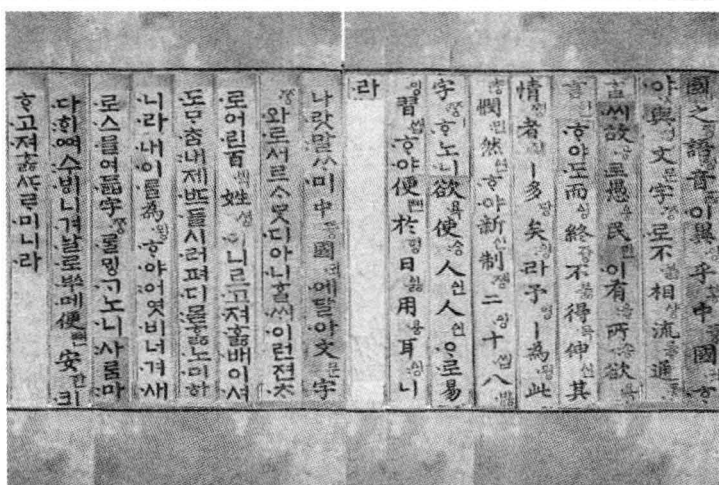 國之語音이異乎中國ᄒᆞ
야與文字로不相流通
ᄒᆞᆯᄊᆡ故로愚民이有所欲
言ᄒᆞ야도而終不得伸其
情者ㅣ多矣라予ㅣ為此
憫然ᄒᆞ야新制二十八
字ᄒᆞ노니欲使人人ᄋᆞ로易
習ᄒᆞ야便於日用耳니
라
나랏말ᄊᆞ미中國에달아文字
와로서르ᄉᆞᄆᆞᆺ디아니ᄒᆞᆯᄊᆡ이런젼ᄎᆞ
로어린百姓이니르고져호ᇙ배이셔
도ᄆᆞᄎᆞᆷ내제ᄠᅳ들시러펴디몯ᄒᆞᇙ노미하
니라내이ᄅᆞᆯ為ᄒᆞ야어엿비너겨새
로스믈여듧字ᄅᆞᆯᄆᆡᇰᄀᆞ노니사ᄅᆞᆷ마
다ᄒᆡᅇᅧ수ᄫᅵ니겨날로ᄡᅮ메便安킈
ᄒᆞ고져ᄒᆞᇙᄯᆞᄅᆞ미니라